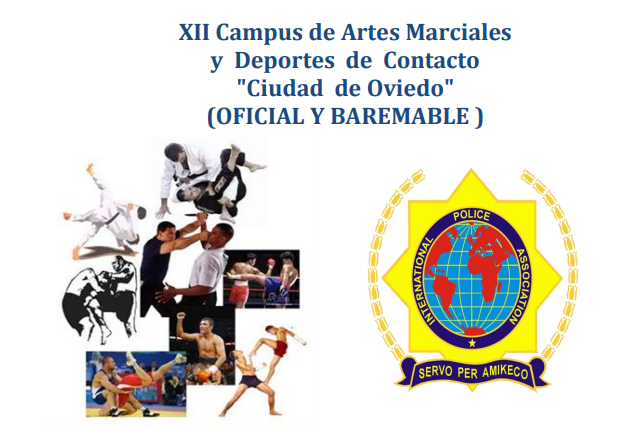 XII Campus de Artes Marciales
y Deportes de Contacto
"Ciudad de Oviedo"
(OFICIAL Y BAREMABLE )
INTERNATIONAL POLICE ASSOCIATION
SERVO PER AMIKECO